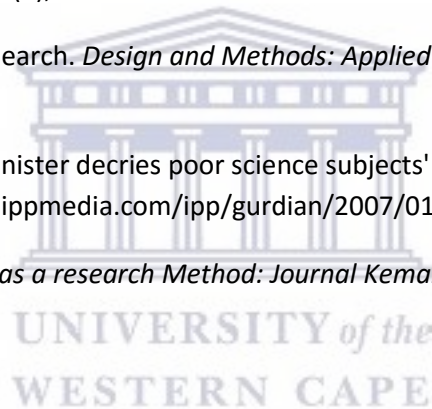 earch. Design and Methods: Applied
nister decries poor science subjects'
ippmedia.com/ipp/gurdian/2007/01
as a research Method: Journal Kema
UNIVERSITY of the
WESTERN CAPE